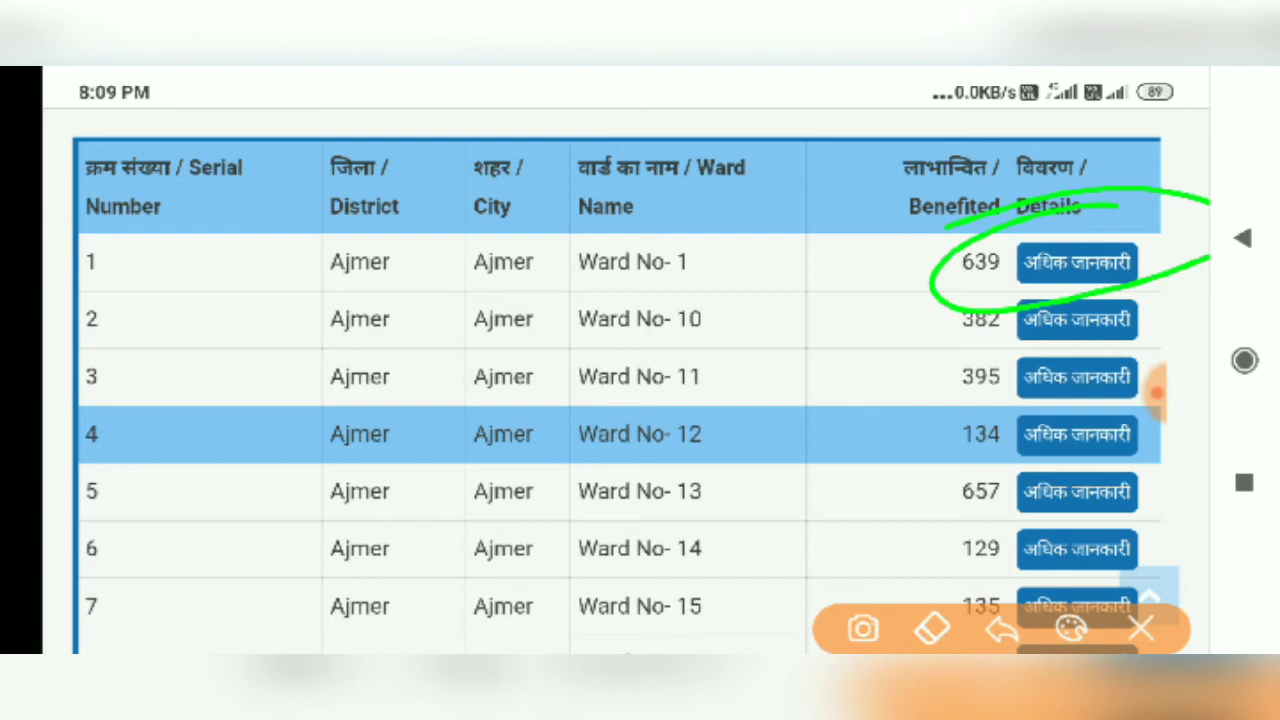 8:09 PM
...0.0KB/s 4G 89
क्रम संख्या / Serial Number
जिला / District
शहर / City
वार्ड का नाम / Ward Name
लाभान्वित / Benefited
विवरण / Details
1 Ajmer Ajmer Ward No- 1 639 अधिक जानकारी
2 Ajmer Ajmer Ward No- 10 382 अधिक जानकारी
3 Ajmer Ajmer Ward No- 11 395 अधिक जानकारी
4 Ajmer Ajmer Ward No- 12 134 अधिक जानकारी
5 Ajmer Ajmer Ward No- 13 657 अधिक जानकारी
6 Ajmer Ajmer Ward No- 14 129 अधिक जानकारी
7 Ajmer Ajmer Ward No- 15 135 अधिक जानकारी